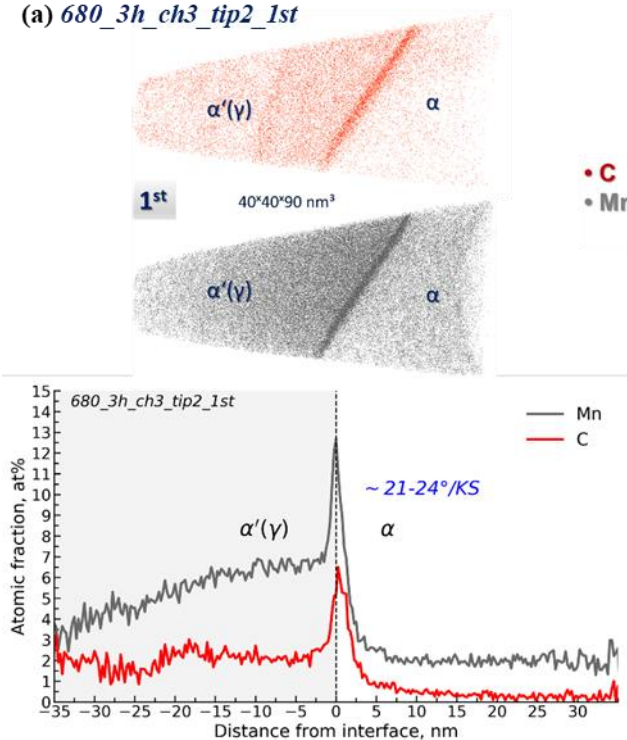 (a) 680_3h_ch3_tip2_1st
α′(γ)
α
• C
1st
40×40×90 nm³
• Mn
α′(γ)
α
680_3h_ch3_tip2_1st
Mn
C
~ 21-24°/KS
α′(γ)
α
Atomic fraction, at%
15
14
13
12
11
10
9
8
7
6
5
4
3
2
1
0
−35 −30 −25 −20 −15 −10 −5 0 5 10 15 20 25 30
Distance from interface, nm